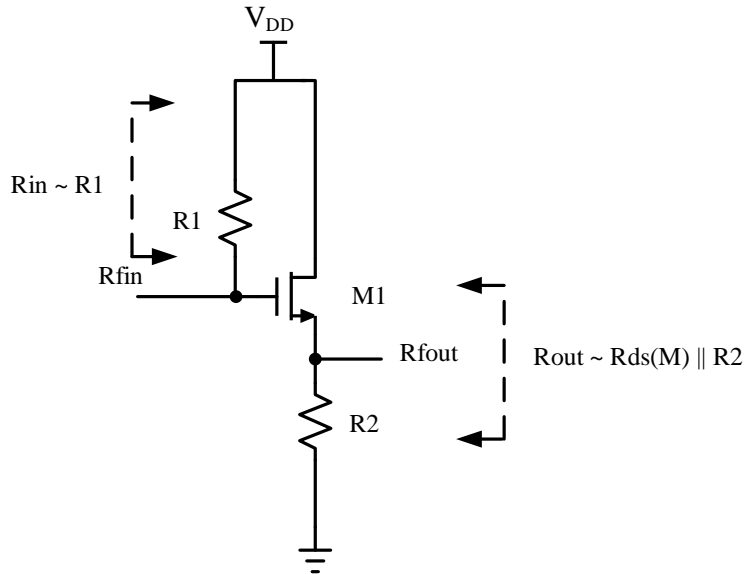 VDD
Rin ~ R1
R1
Rfin
M1
Rfout
Rout ~ Rds(M) || R2
R2